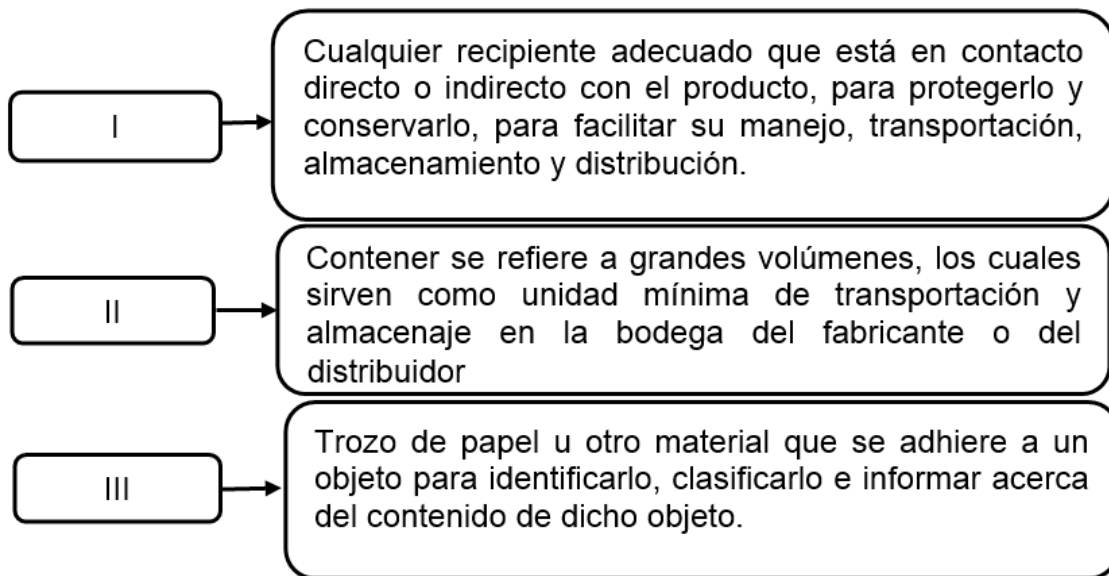 I
Cualquier recipiente adecuado que está en contacto
directo o indirecto con el producto, para protegerlo y
conservarlo, para facilitar su manejo, transportación,
almacenamiento y distribución.
II
Contener se refiere a grandes volúmenes, los cuales
sirven como unidad mínima de transportación y
almacenaje en la bodega del fabricante o del
distribuidor
III
Trozo de papel u otro material que se adhiere a un
objeto para identificarlo, clasificarlo e informar acerca
del contenido de dicho objeto.